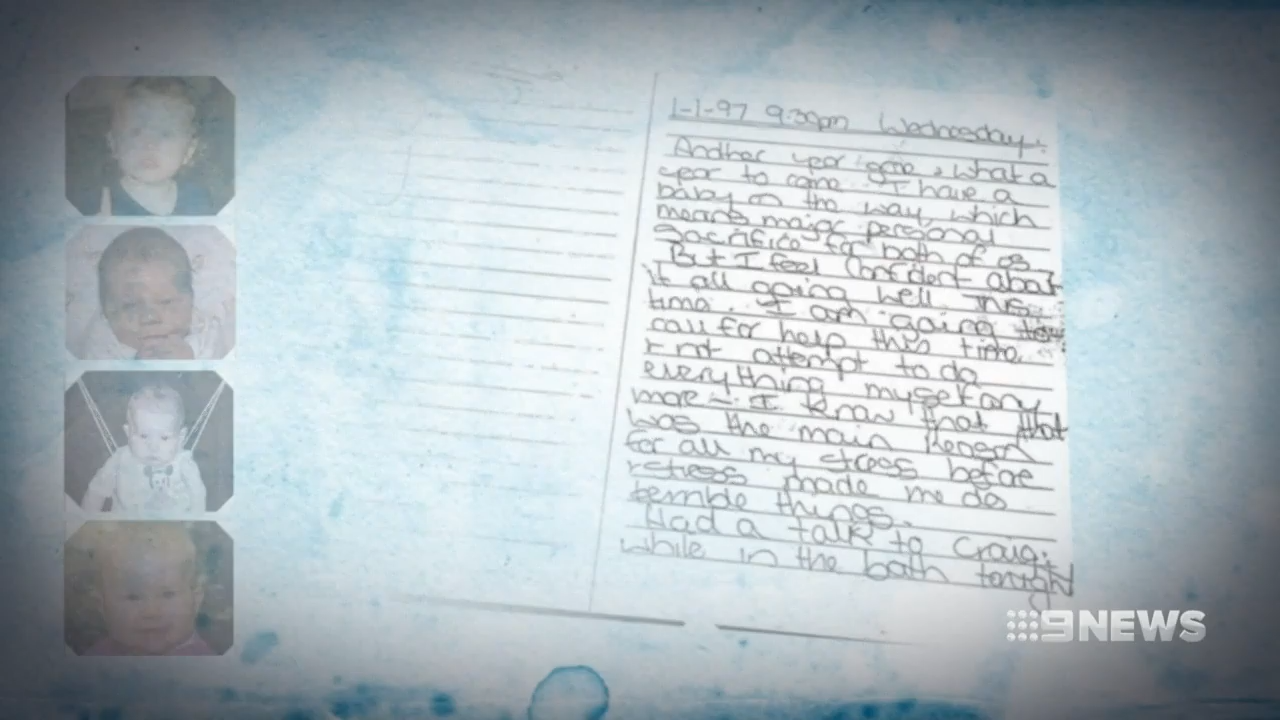 1-1-97 9:30pm Wednesday.
Another year gone, what a
year to come. I have a
baby on the way, which
means major personal
sacrifice for both of us.
But I feel confident about
it all going well. This
time. I am going to
call for help this time
+ not attempt to do
everything myself any
more - I know that that
was the main reason
for all my stress before
+ stress made me do
terrible things.
Had a talk to Craig,
while in the bath tonight
9NEWS